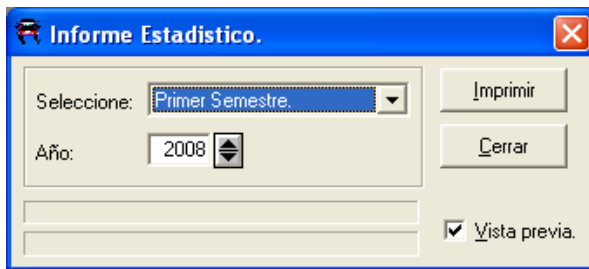 Informe Estadistico.
Seleccione: Primer Semestre.
Año: 2008
Imprimir
Cerrar
Vista previa.